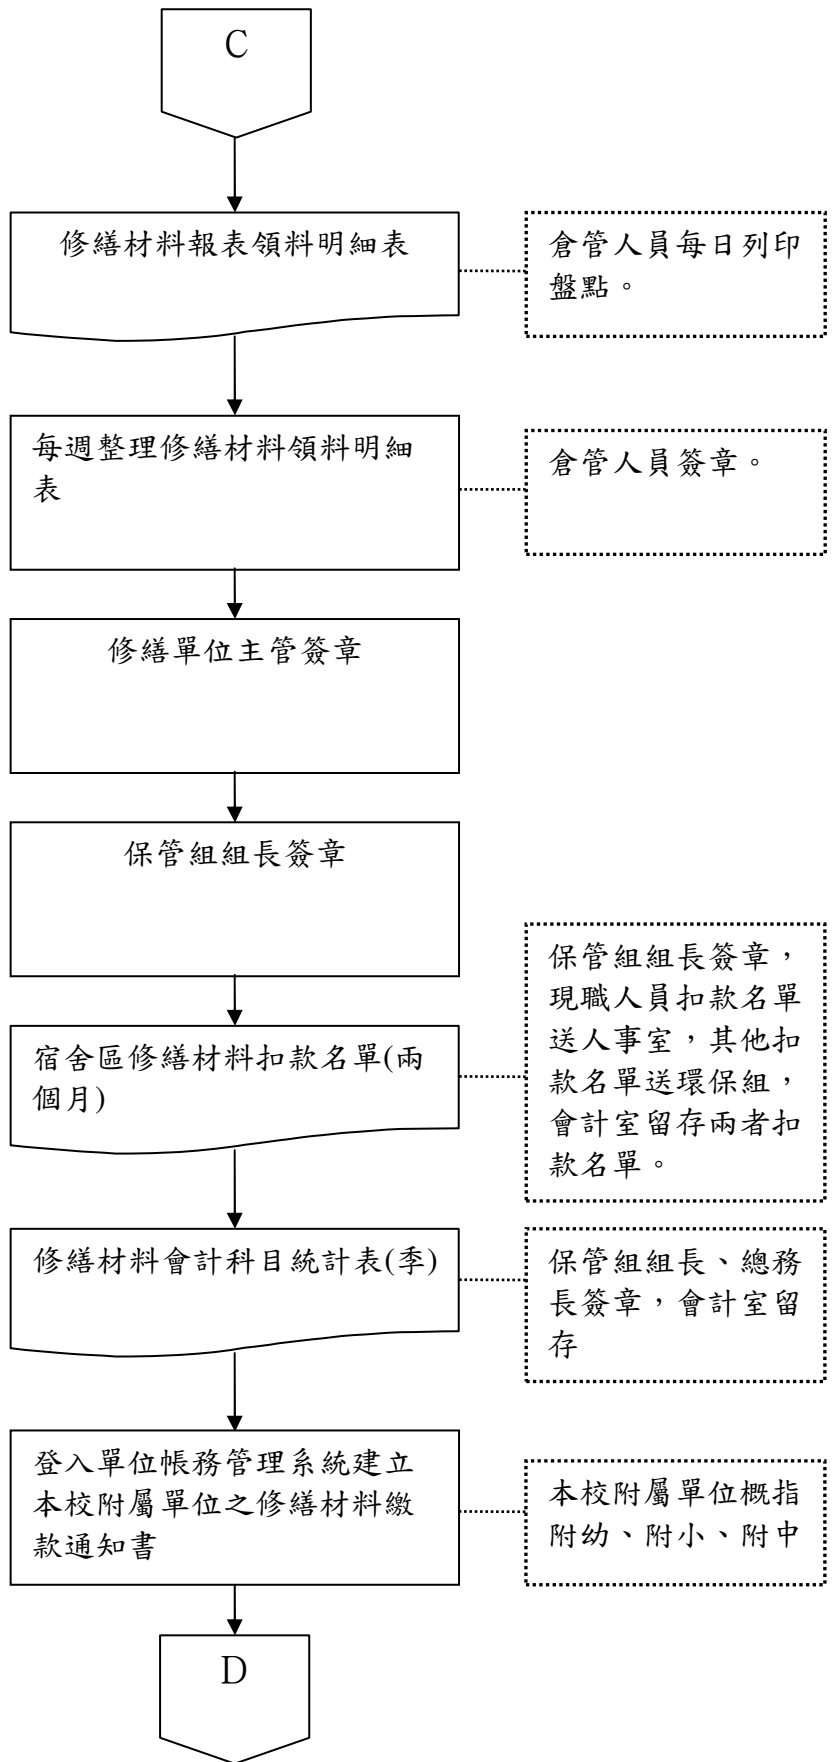 C
修繕材料報表領料明細表
倉管人員每日列印
盤點。
每週整理修繕材料領料明細
表
倉管人員簽章。
修繕單位主管簽章
保管組組長簽章
宿舍區修繕材料扣款名單(兩
個月)
保管組組長簽章，
現職人員扣款名單
送人事室，其他扣
款名單送環保組，
會計室留存兩者扣
款名單。
修繕材料會計科目統計表(季)
保管組組長、總務
長簽章，會計室留
存
登入單位帳務管理系統建立
本校附屬單位之修繕材料繳
款通知書
本校附屬單位概指
附幼、附小、附中
D